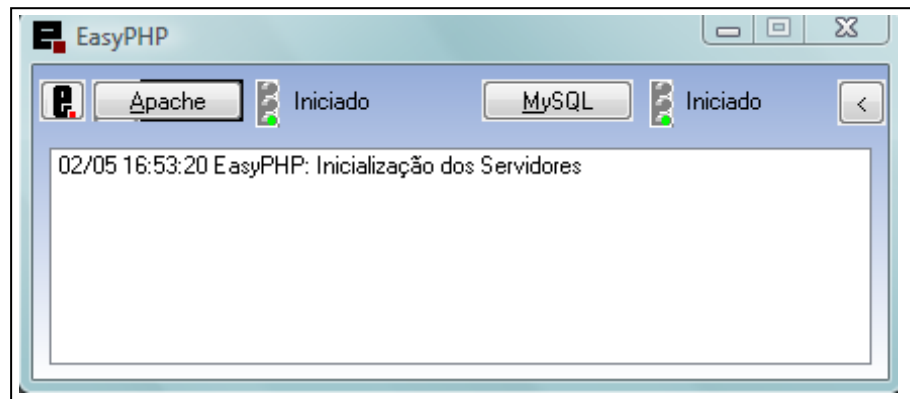 EasyPHP
Apache Iniciado MySQL Iniciado <
02/05 16:53:20 EasyPHP: Inicialização dos Servidores